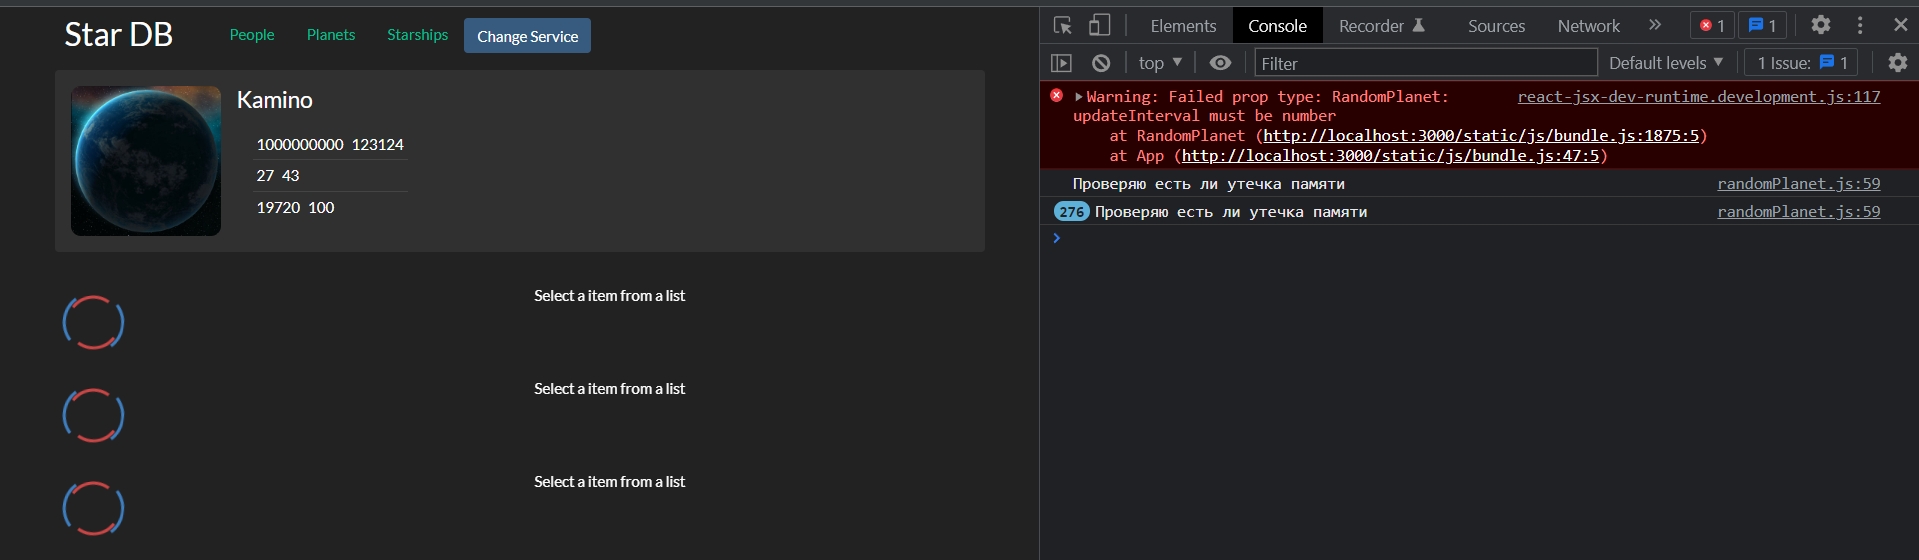 Star DB People Planets Starships Change Service
Kamino
1000000000 123124
27 43
19720 100
Select a item from a list
Select a item from a list
Select a item from a list
Elements Console Recorder Sources Network » 1 1
top ▼ Filter Default levels ▼ 1 Issue: 1
Warning: Failed prop type: RandomPlanet: react-jsx-dev-runtime.development.js:117
updateInterval must be number
at RandomPlanet (http://localhost:3000/static/js/bundle.js:1875:5)
at App (http://localhost:3000/static/js/bundle.js:47:5)
Проверяю есть ли утечка памяти randomPlanet.js:59
276 Проверяю есть ли утечка памяти randomPlanet.js:59